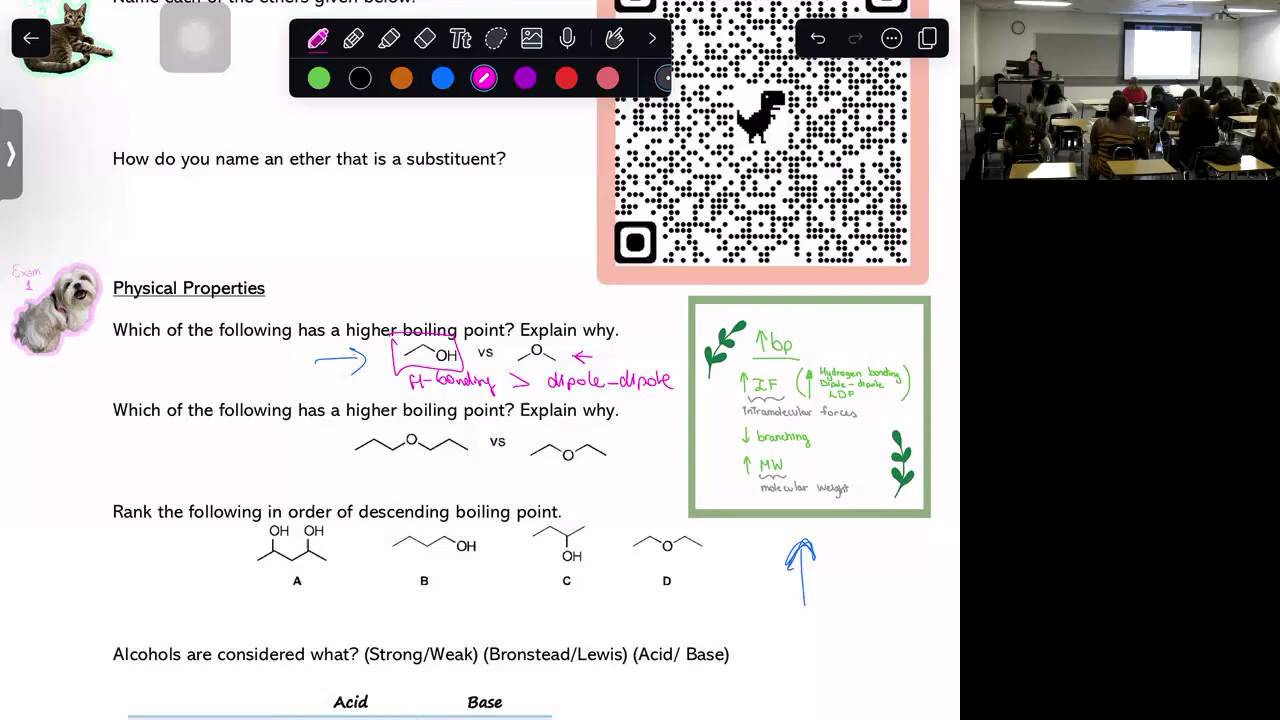 Name each of the ethers given below.
2
Tt
How do you name an ether that is a substituent?
Exam
1
Physical Properties
Which of the following has a higher boiling point? Explain why.
OH vs O
H-bonding > dipole-dipole
Which of the following has a higher boiling point? Explain why.
O vs O
Rank the following in order of descending boiling point.
OH OH
OH
OH
O
A B C D
Alcohols are considered what? (Strong/Weak) (Bronstead/Lewis) (Acid/ Base)
Acid Base
↑ bp
↑ IF (↑ Hydrogen bonding
Dipole-dipole
LDF)
intramolecular forces
↓ branching
↑ MW
molecular weight